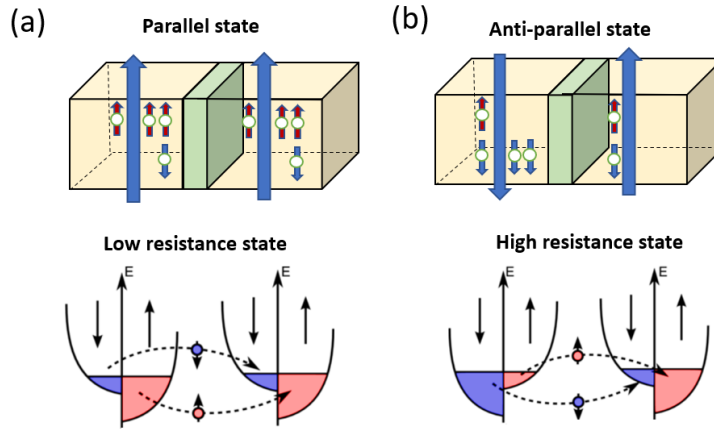 (a)
Parallel state
(b)
Anti-parallel state
Low resistance state
High resistance state
E
E
E
E